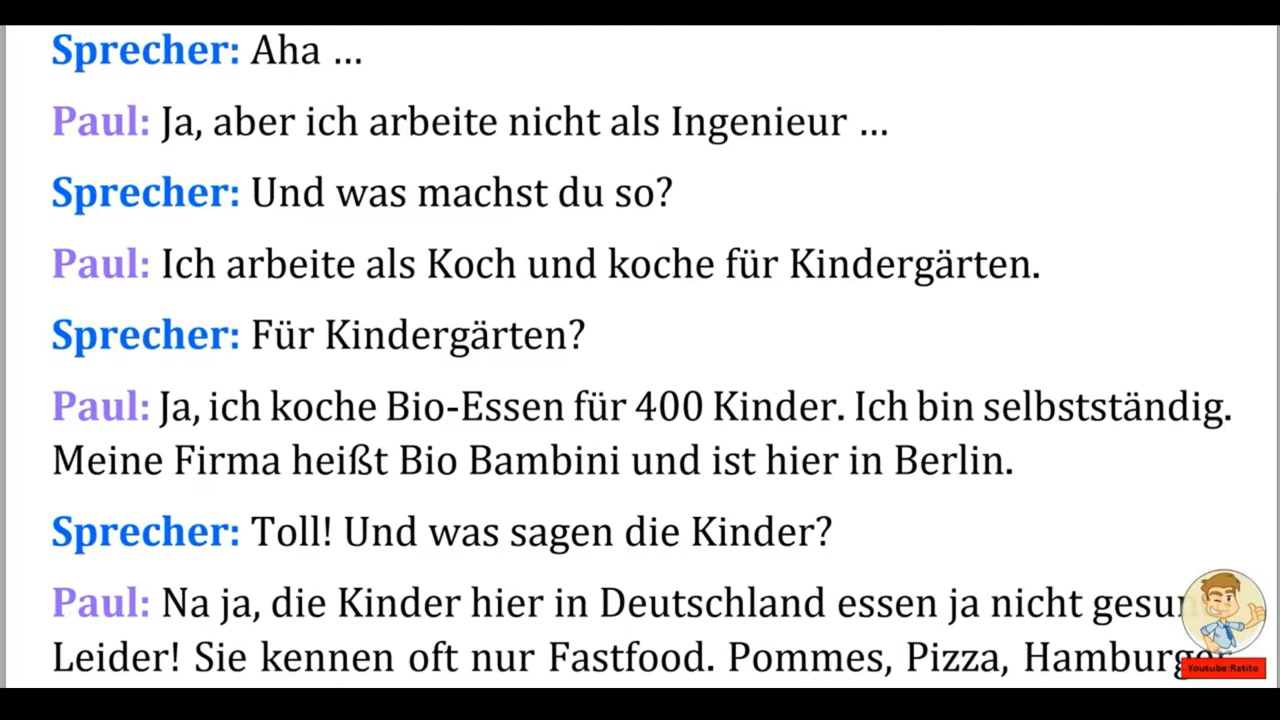 Sprecher: Aha ...
Paul: Ja, aber ich arbeite nicht als Ingenieur ...
Sprecher: Und was machst du so?
Paul: Ich arbeite als Koch und koche für Kindergärten.
Sprecher: Für Kindergärten?
Paul: Ja, ich koche Bio-Essen für 400 Kinder. Ich bin selbstständig.
Meine Firma heißt Bio Bambini und ist hier in Berlin.
Sprecher: Toll! Und was sagen die Kinder?
Paul: Na ja, die Kinder hier in Deutschland essen ja nicht
Leider! Sie kennen oft nur Fastfood. Pommes, Pizza, Hamburger
Youtube Ratito